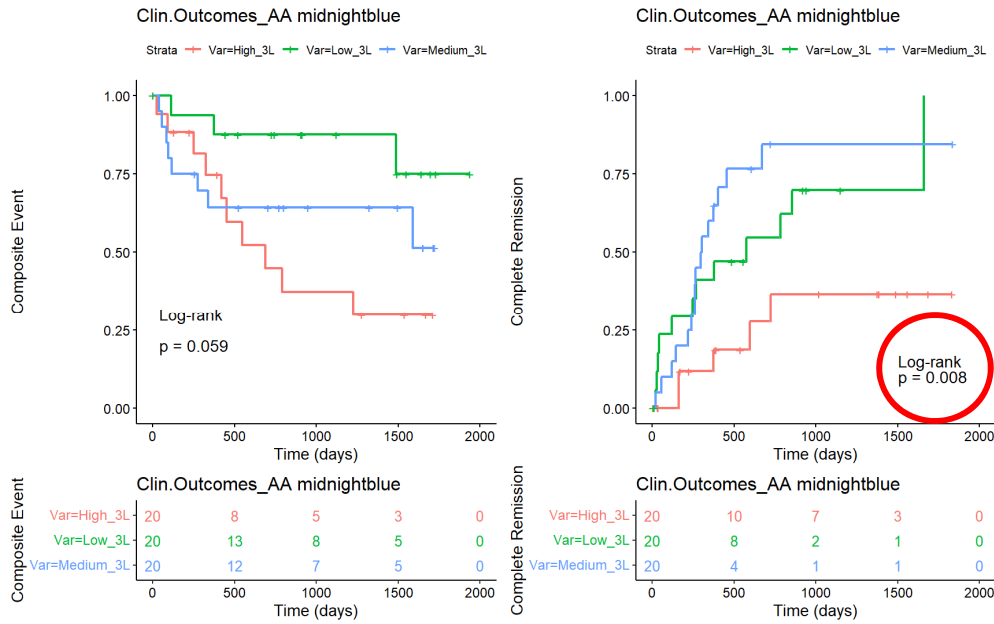 Clin.Outcomes_AA midnightblue
Strata Var=High_3L Var=Low_3L Var=Medium_3L
Composite Event
1.00
0.75
0.50
0.25
0.00
Log-rank
p = 0.059
0 500 1000 1500 2000
Time (days)
Clin.Outcomes_AA midnightblue
Strata Var=High_3L Var=Low_3L Var=Medium_3L
Complete Remission
1.00
0.75
0.50
0.25
0.00
Log-rank
p = 0.008
0 500 1000 1500 2000
Time (days)
Clin.Outcomes_AA midnightblue
Composite Event
Var=High_3L 20 8 5 3 0
Var=Low_3L 20 13 8 5 0
Var=Medium_3L 20 12 7 5 0
0 500 1000 1500 2000
Time (days)
Clin.Outcomes_AA midnightblue
Complete Remission
Var=High_3L 20 10 7 3 0
Var=Low_3L 20 8 2 1 0
Var=Medium_3L 20 4 1 1 0
0 500 1000 1500 2000
Time (days)